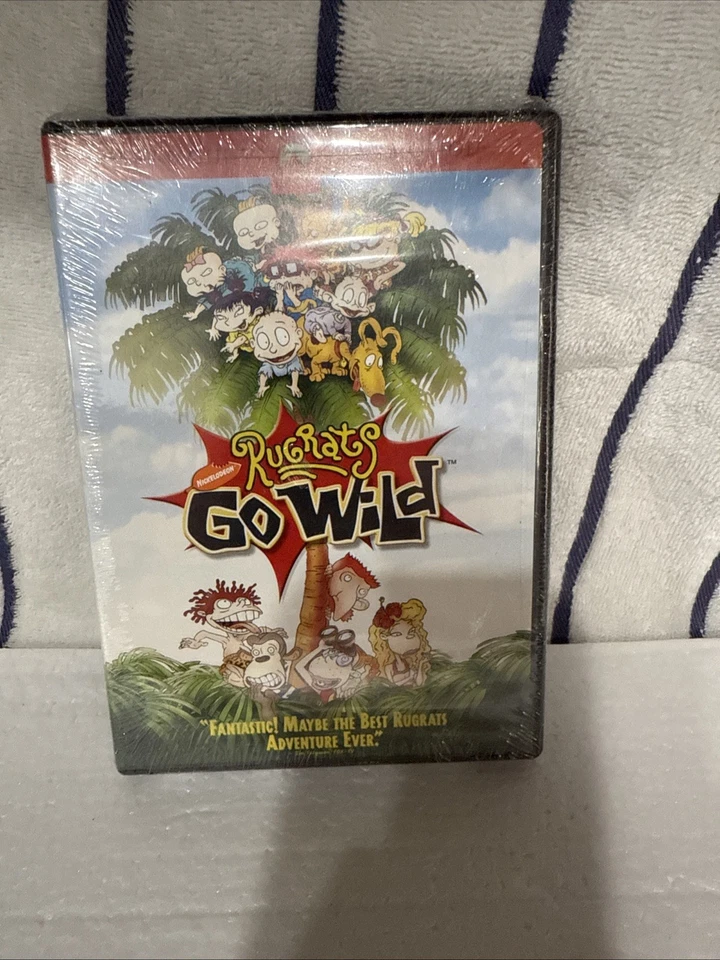 RUGRATS
NICKELODEON
GO WILD
TM
"FANTASTIC! MAYBE THE BEST RUGRATS
ADVENTURE EVER."